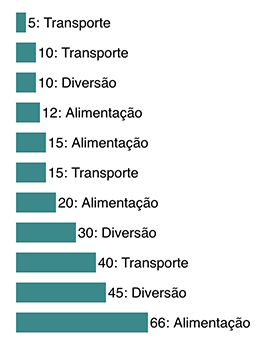 5: Transporte
10: Transporte
10: Diversão
12: Alimentação
15: Alimentação
15: Transporte
20: Alimentação
30: Diversão
40: Transporte
45: Diversão
66: Alimentação